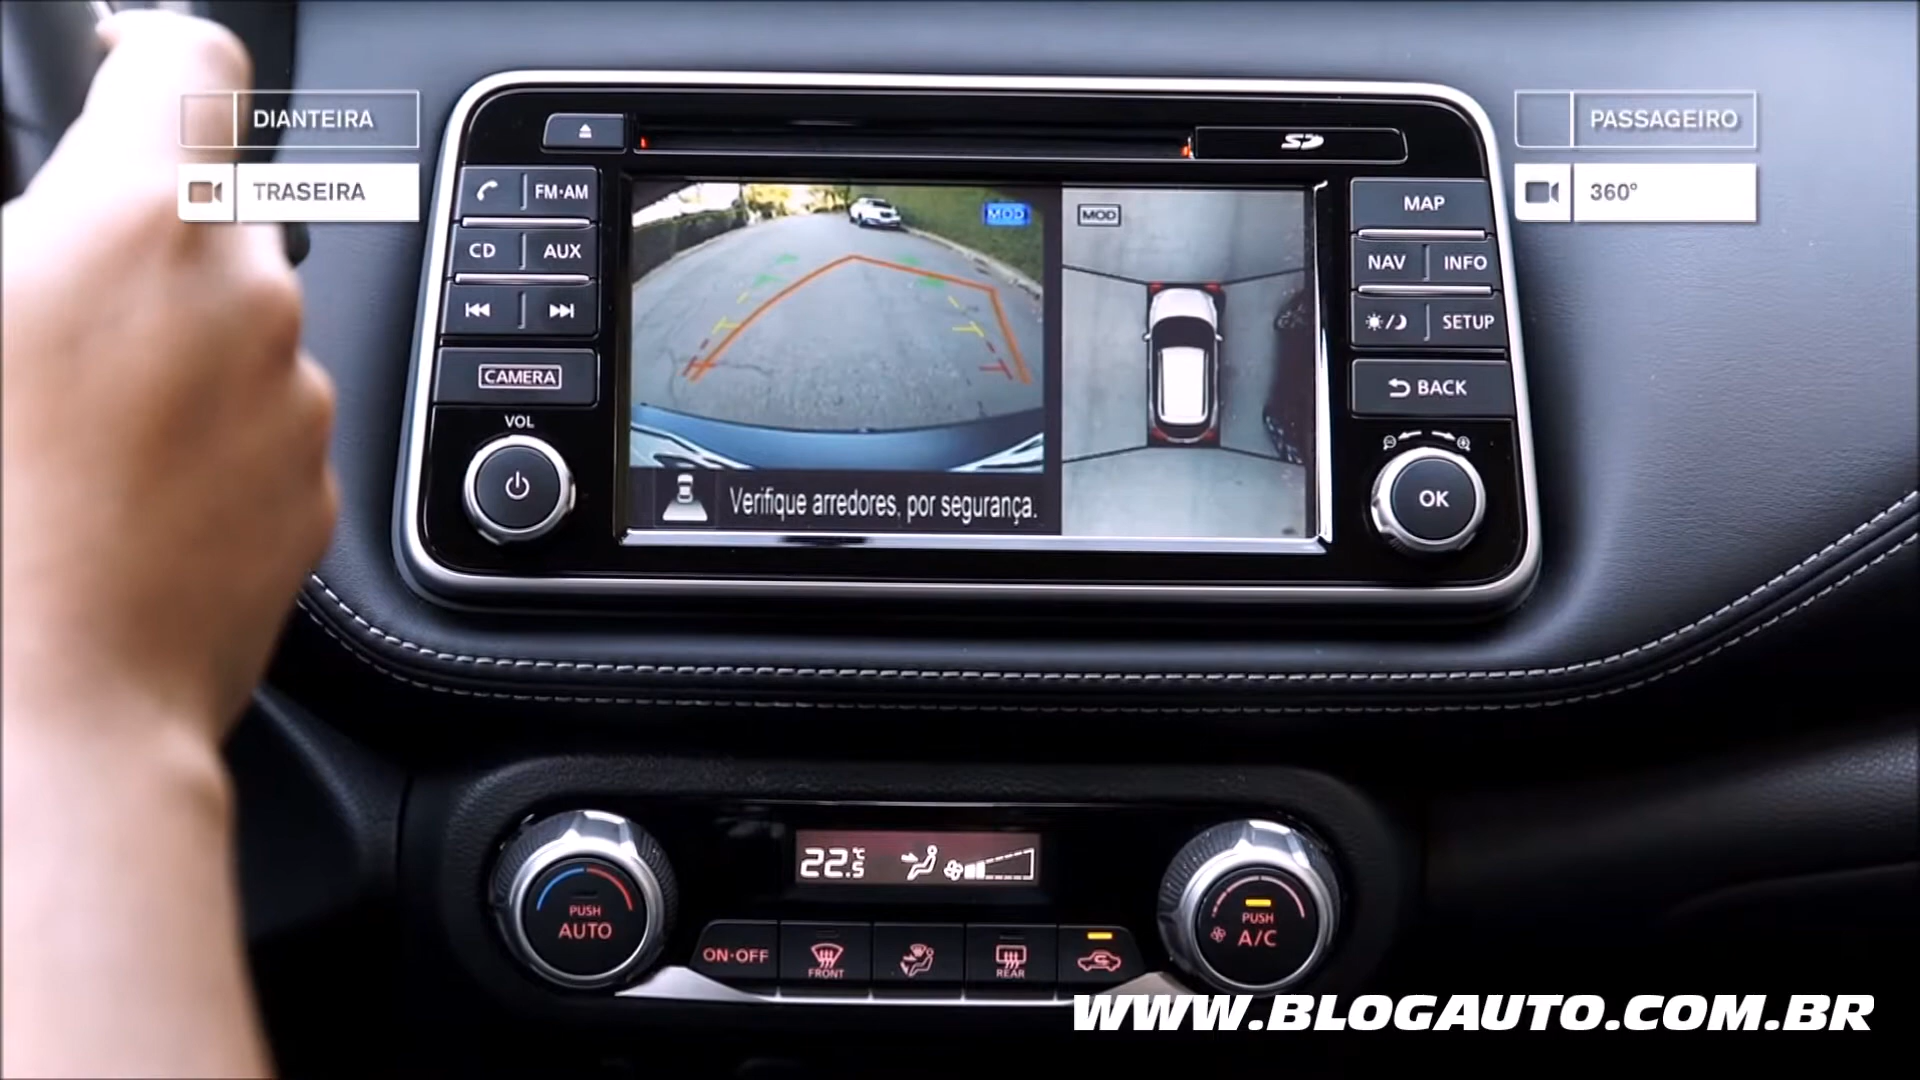 DIANTEIRA
TRASEIRA
PASSAGEIRO
360°
SD
FM·AM
CD
AUX
CAMERA
VOL
MOD
MOD
Verifique arredores, por segurança.
MAP
NAV
INFO
SETUP
BACK
OK
22.5°C
PUSH
AUTO
PUSH
A/C
ON·OFF
FRONT
REAR
WWW.BLOGAUTO.COM.BR